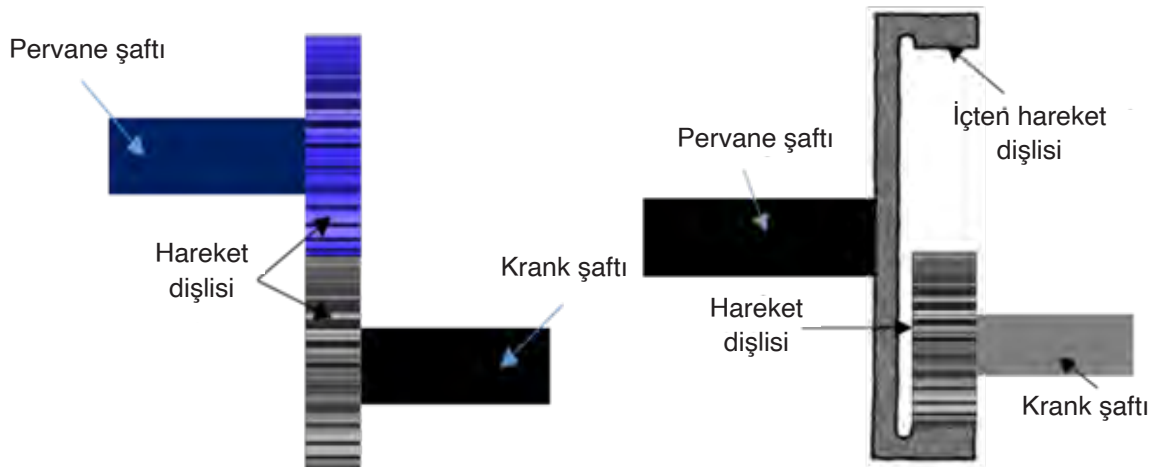 Pervane şaftı
Hareket
dişlisi
Krank şaftı
İçten hareket
dişlisi
Pervane şaftı
Hareket
dişlisi
Krank şaftı